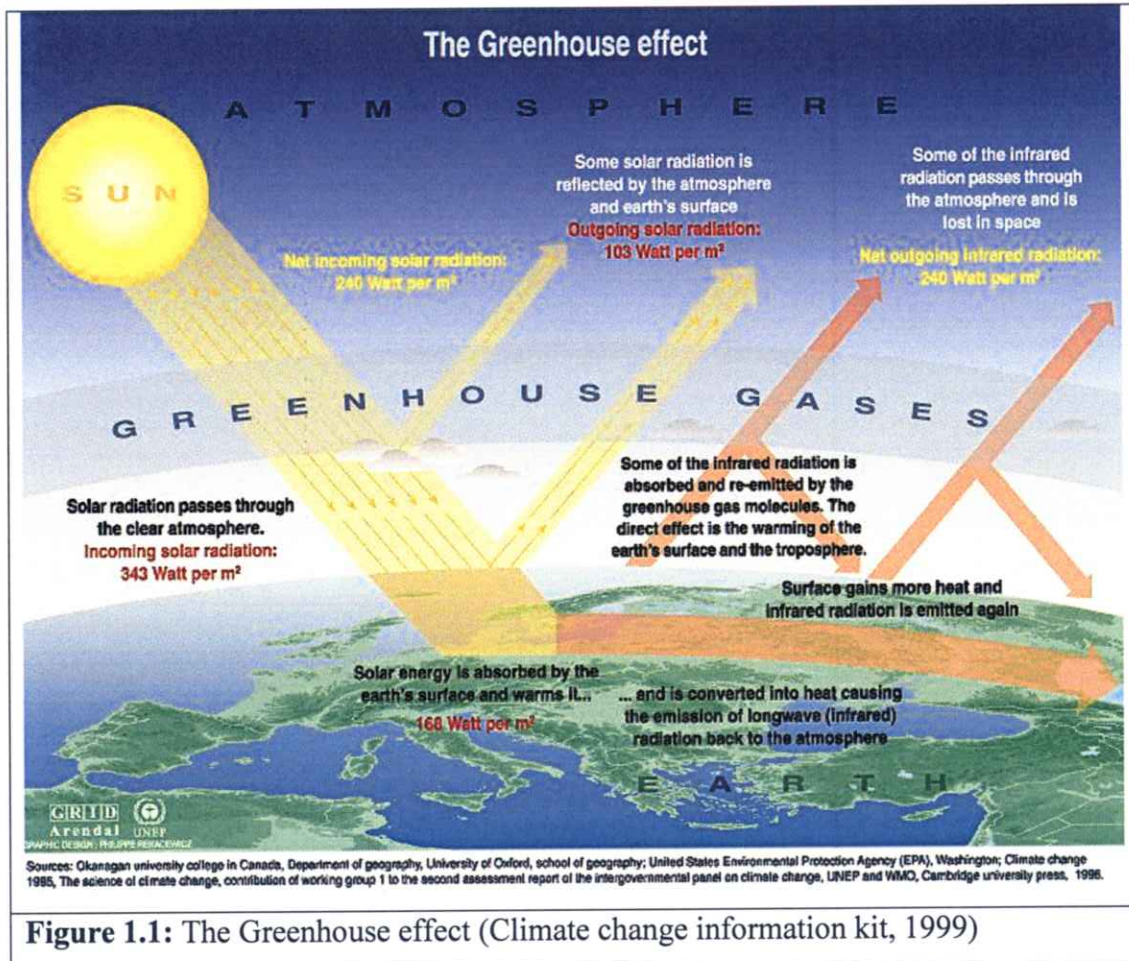 The Greenhouse effect
A T M O S P H E R E
S U N
Some solar radiation is
reflected by the atmosphere
and earth's surface
Outgoing solar radiation:
103 Watt per m²
Some of the infrared
radiation passes through
the atmosphere and is
lost in space
Net outgoing infrared radiation:
240 Watt per m²
Net incoming solar radiation:
240 Watt per m²
G R E E N H O U S E G A S E S
Solar radiation passes through
the clear atmosphere.
Incoming solar radiation:
343 Watt per m²
Some of the infrared radiation is
absorbed and re-emitted by the
greenhouse gas molecules. The
direct effect is the warming of the
earth's surface and the troposphere.
Surface gains more heat and
infrared radiation is emitted again
Solar energy is absorbed by the
earth's surface and warms it...
168 Watt per m²
... and is converted into heat causing
the emission of longwave (infrared)
radiation back to the atmosphere
E A R T H
G R I D
Arendal UNEP
GRAPHIC DESIGN : PHILIPPE REKACEWICZ
Sources: Okanagan university college in Canada, Department of geography, University of Oxford, school of geography; United States Environmental Protection Agency (EPA), Washington; Climate change
1995, The science of climate change, contribution of working group 1 to the second assessment report of the intergovernmental panel on climate change, UNEP and WMO, Cambridge university press, 1996.
Figure 1.1: The Greenhouse effect (Climate change information kit, 1999)